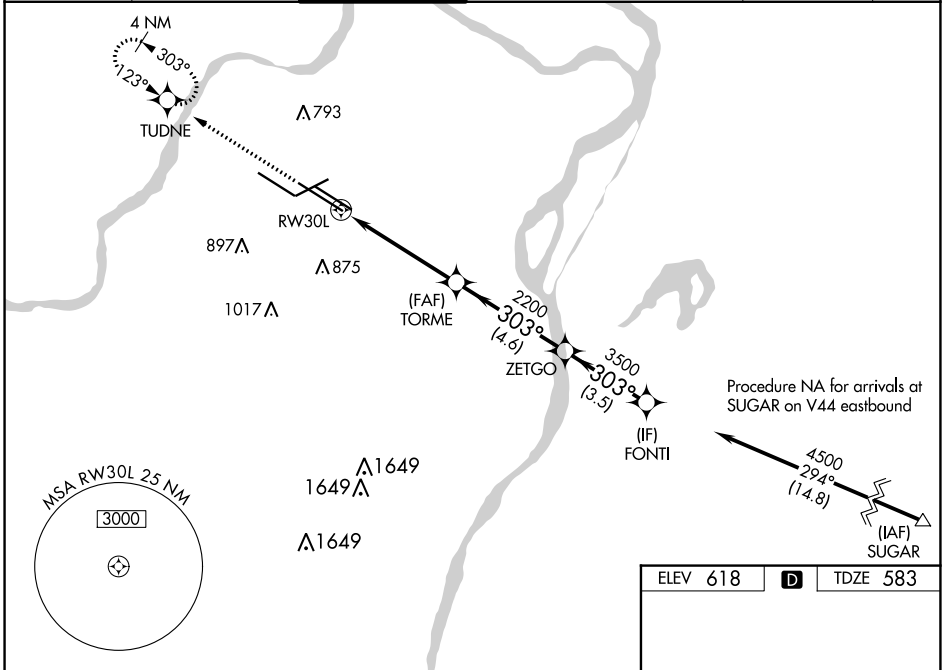 4 NM
303°
123°
TUDNE
793
RW30L
897
875
1017
(FAF)
TORME
2200
303°
(4.6)
ZETGO
3500
303°
(3.5)
(IF)
FONTI
Procedure NA for arrivals at
SUGAR on V44 eastbound
4500
294°
(14.8)
(IAF)
SUGAR
1649
1649
1649
MSA RW30L 25 NM
3000
ELEV 618 D TDZE 583